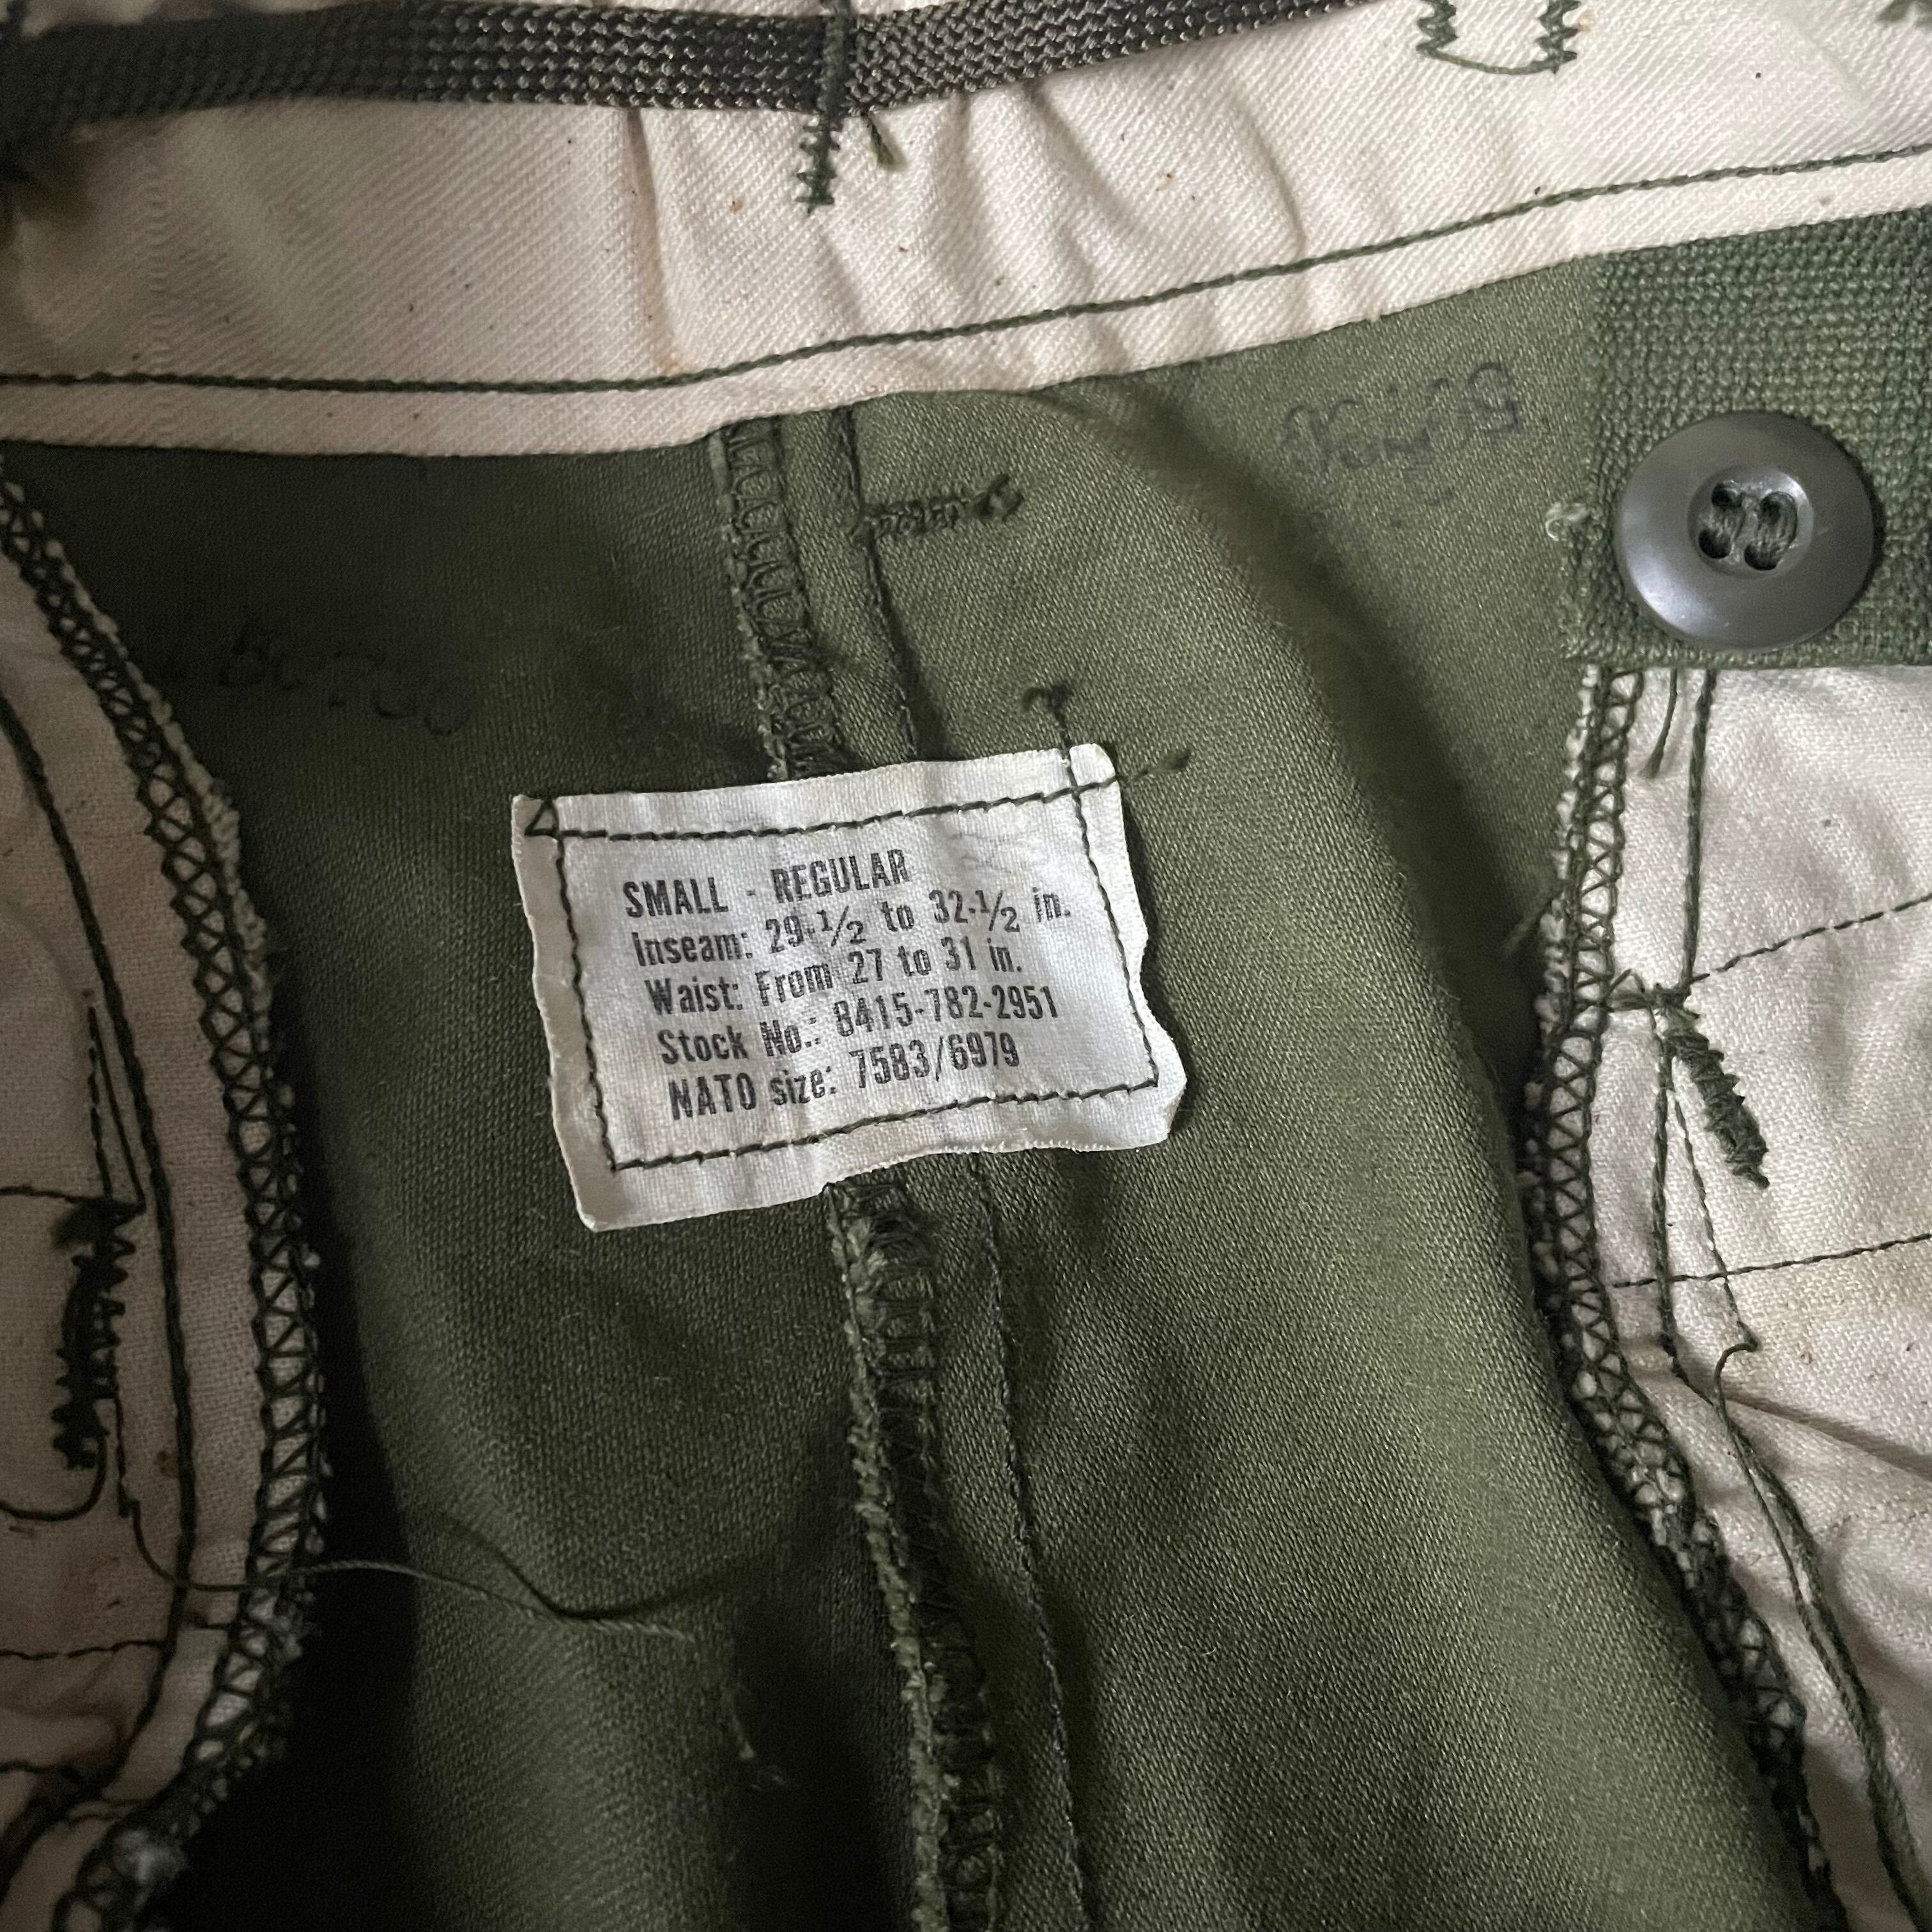 SMALL - REGULAR
Inseam: 29-1/2 to 32-1/2 in.
Waist: From 27 to 31 in.
Stock No.: 8415-782-2951
NATO size: 7583/6979